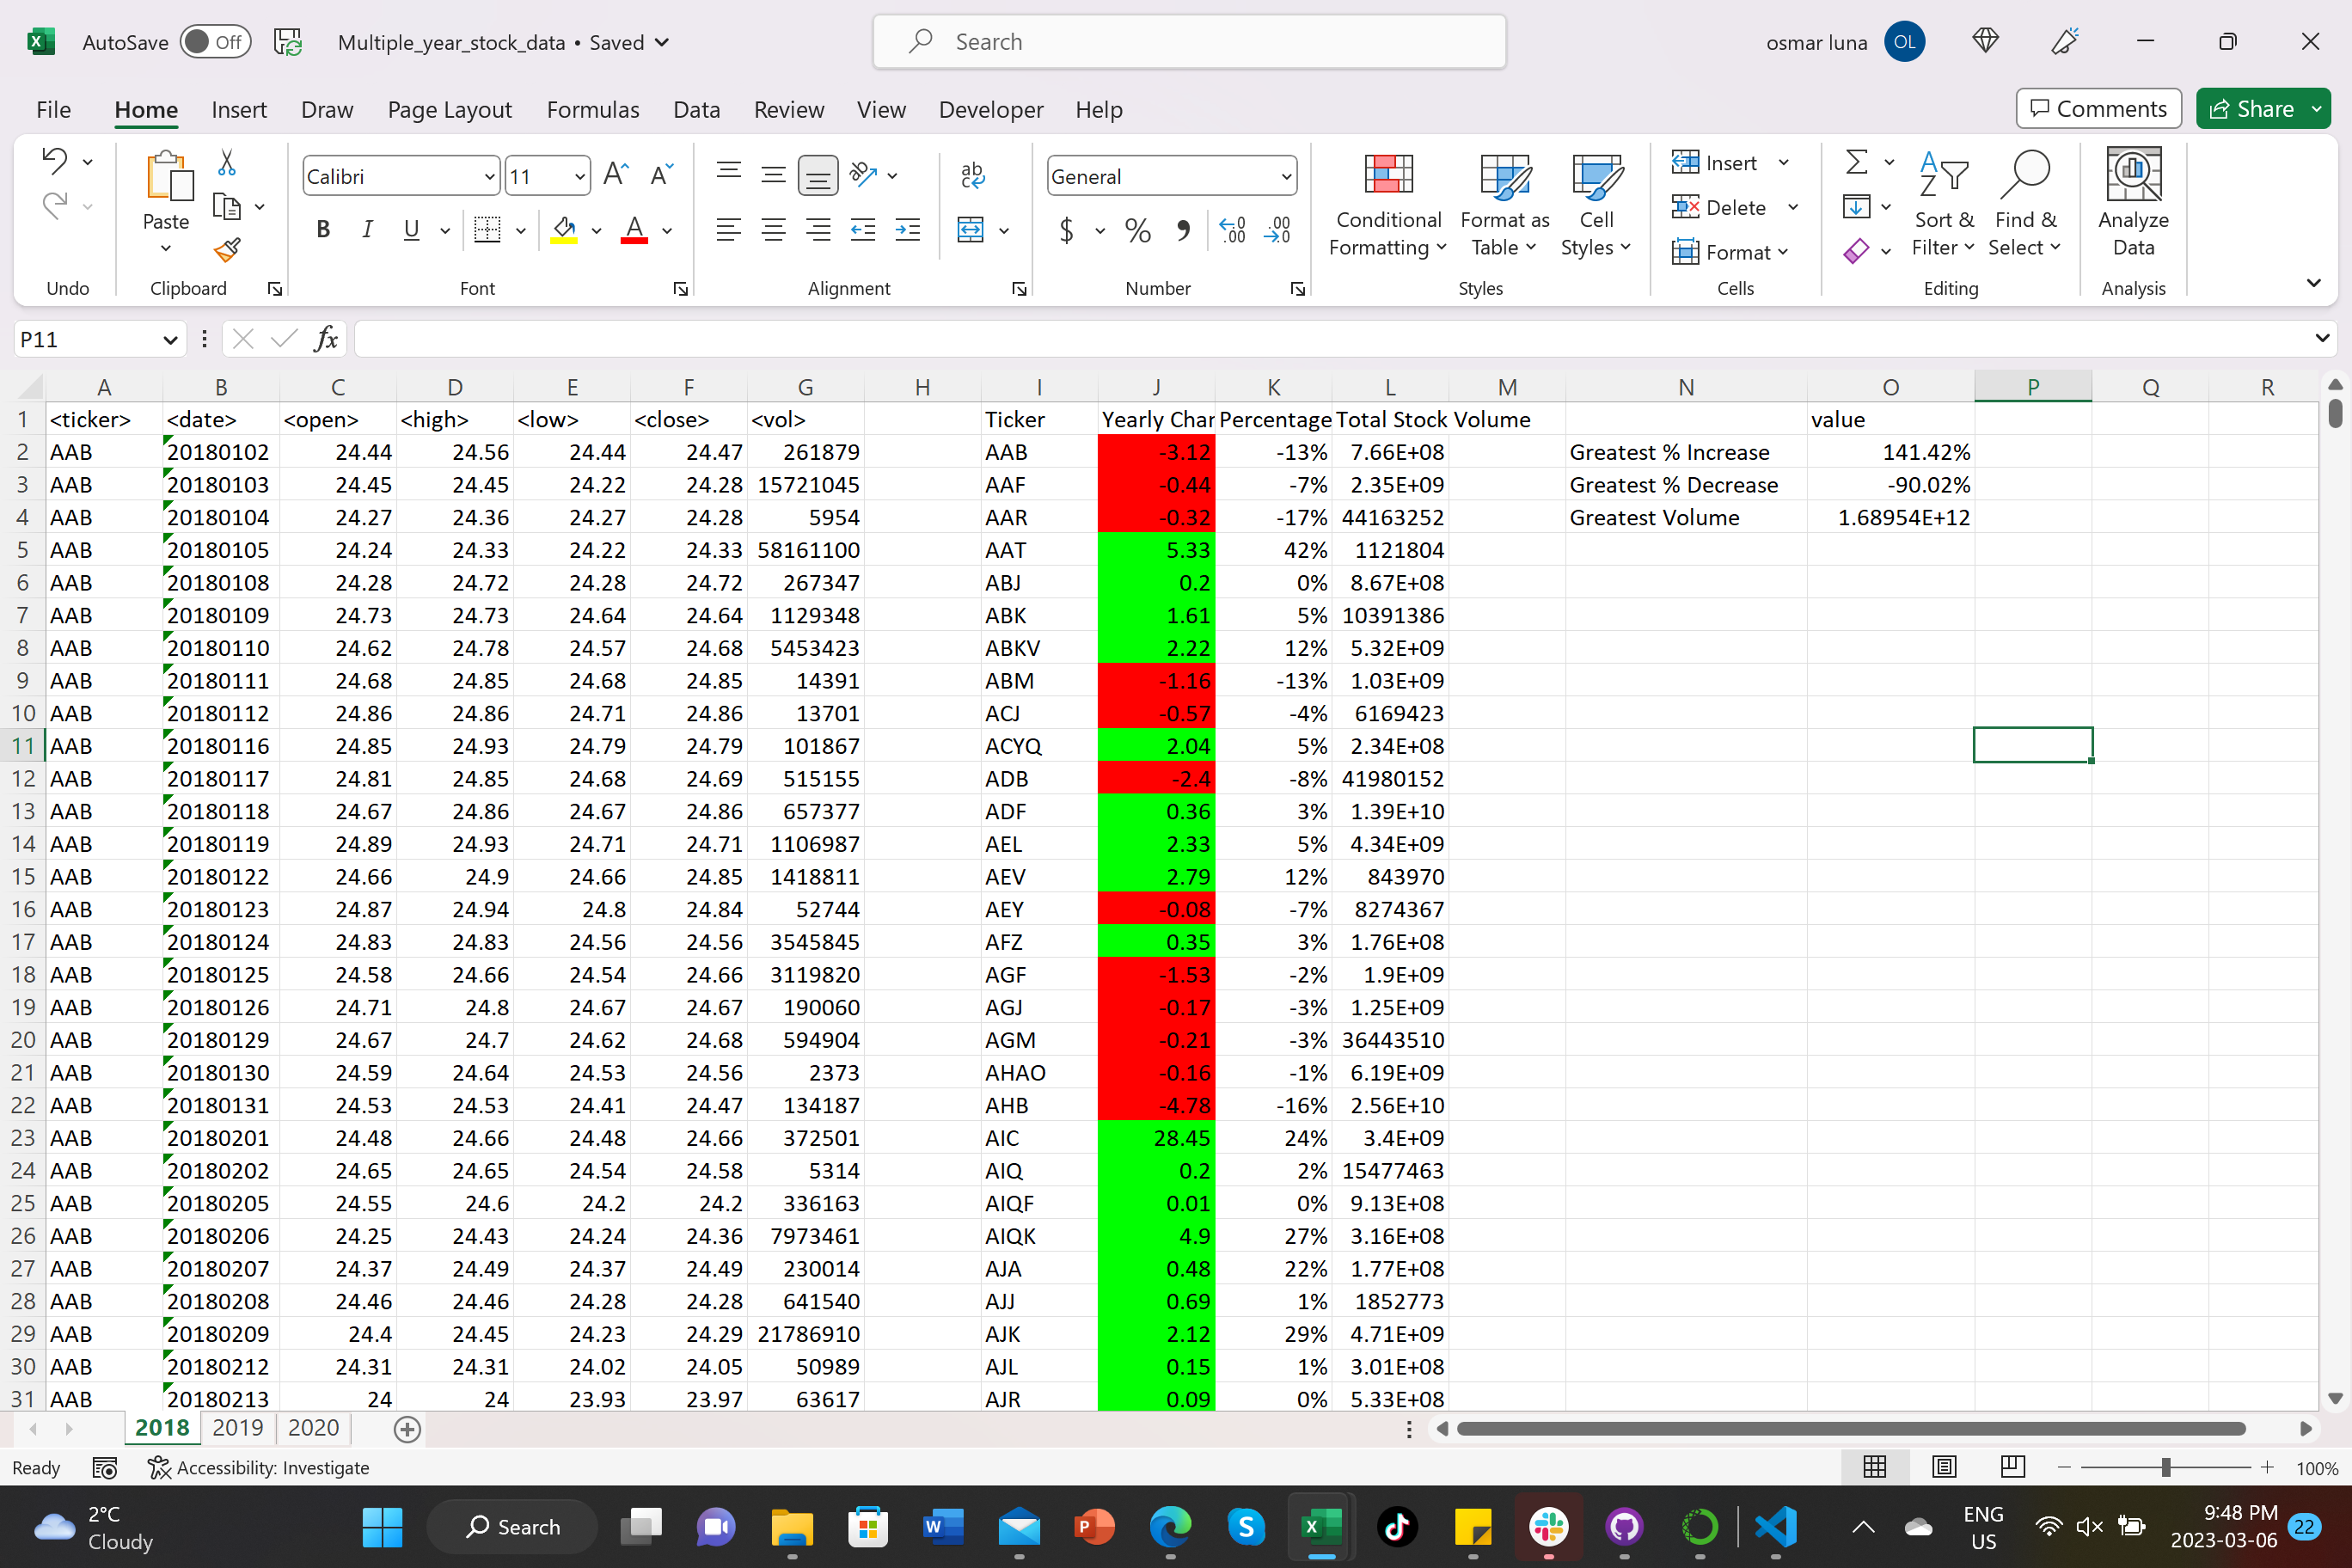 AutoSave Off Multiple_year_stock_data • Saved Search osmar luna OL
File Home Insert Draw Page Layout Formulas Data Review View Developer Help Comments Share
Calibri 11 General Insert
Paste Conditional Formatting Format as Table Cell Styles Delete Sort & Filter Find & Select Analyze Data
Format
Undo Clipboard Font Alignment Number Styles Cells Editing Analysis
P11 fx
A B C D E F G H I J K L M N O P Q R
1 <ticker> <date> <open> <high> <low> <close> <vol> Ticker Yearly Char Percentage Total Stock Volume value
2 AAB 20180102 24.44 24.56 24.44 24.47 261879 AAB -3.12 -13% 7.66E+08 Greatest % Increase 141.42%
3 AAB 20180103 24.45 24.45 24.22 24.28 15721045 AAF -0.44 -7% 2.35E+09 Greatest % Decrease -90.02%
4 AAB 20180104 24.27 24.36 24.27 24.28 5954 AAR -0.32 -17% 44163252 Greatest Volume 1.68954E+12
5 AAB 20180105 24.24 24.33 24.22 24.33 58161100 AAT 5.33 42% 1121804
6 AAB 20180108 24.28 24.72 24.28 24.72 267347 ABJ 0.2 0% 8.67E+08
7 AAB 20180109 24.73 24.73 24.64 24.64 1129348 ABK 1.61 5% 10391386
8 AAB 20180110 24.62 24.78 24.57 24.68 5453423 ABKV 2.22 12% 5.32E+09
9 AAB 20180111 24.68 24.85 24.68 24.85 14391 ABM -1.16 -13% 1.03E+09
10 AAB 20180112 24.86 24.86 24.71 24.86 13701 ACJ -0.57 -4% 6169423
11 AAB 20180116 24.85 24.93 24.79 24.79 101867 ACYQ 2.04 5% 2.34E+08
12 AAB 20180117 24.81 24.85 24.68 24.69 515155 ADB -2.4 -8% 41980152
13 AAB 20180118 24.67 24.86 24.67 24.86 657377 ADF 0.36 3% 1.39E+10
14 AAB 20180119 24.89 24.93 24.71 24.71 1106987 AEL 2.33 5% 4.34E+09
15 AAB 20180122 24.66 24.9 24.66 24.85 1418811 AEV 2.79 12% 843970
16 AAB 20180123 24.87 24.94 24.8 24.84 52744 AEY -0.08 -7% 8274367
17 AAB 20180124 24.83 24.83 24.56 24.56 3545845 AFZ 0.35 3% 1.76E+08
18 AAB 20180125 24.58 24.66 24.54 24.66 3119820 AGF -1.53 -2% 1.9E+09
19 AAB 20180126 24.71 24.8 24.67 24.67 190060 AGJ -0.17 -3% 1.25E+09
20 AAB 20180129 24.67 24.7 24.62 24.68 594904 AGM -0.21 -3% 36443510
21 AAB 20180130 24.59 24.64 24.53 24.56 2373 AHAO -0.16 -1% 6.19E+09
22 AAB 20180131 24.53 24.53 24.41 24.47 134187 AHB -4.78 -16% 2.56E+10
23 AAB 20180201 24.48 24.66 24.48 24.66 372501 AIC 28.45 24% 3.4E+09
24 AAB 20180202 24.65 24.65 24.54 24.58 5314 AIQ 0.2 2% 15477463
25 AAB 20180205 24.55 24.6 24.2 24.2 336163 AIQF 0.01 0% 9.13E+08
26 AAB 20180206 24.25 24.43 24.24 24.36 7973461 AIQK 4.9 27% 3.16E+08
27 AAB 20180207 24.37 24.49 24.37 24.49 230014 AJA 0.48 22% 1.77E+08
28 AAB 20180208 24.46 24.46 24.28 24.28 641540 AJJ 0.69 1% 1852773
29 AAB 20180209 24.4 24.45 24.23 24.29 21786910 AJK 2.12 29% 4.71E+09
30 AAB 20180212 24.31 24.31 24.02 24.05 50989 AJL 0.15 1% 3.01E+08
31 AAB 20180213 24 24 23.93 23.97 63617 AJR 0.09 0% 5.33E+08
2018 2019 2020
Ready Accessibility: Investigate 100%
2°C Cloudy Search ENG US 9:48 PM 2023-03-06 22